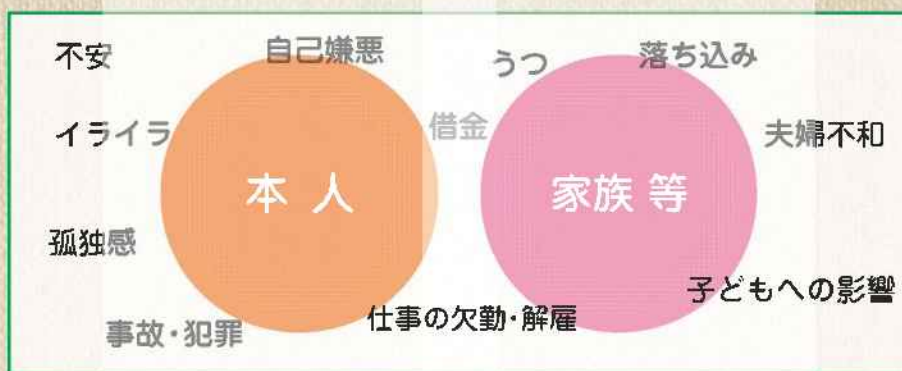 不安
自己嫌悪
うつ
落ち込み
イライラ
借金
夫婦不和
本人
家族等
孤独感
子どもへの影響
事故・犯罪
仕事の欠勤・解雇